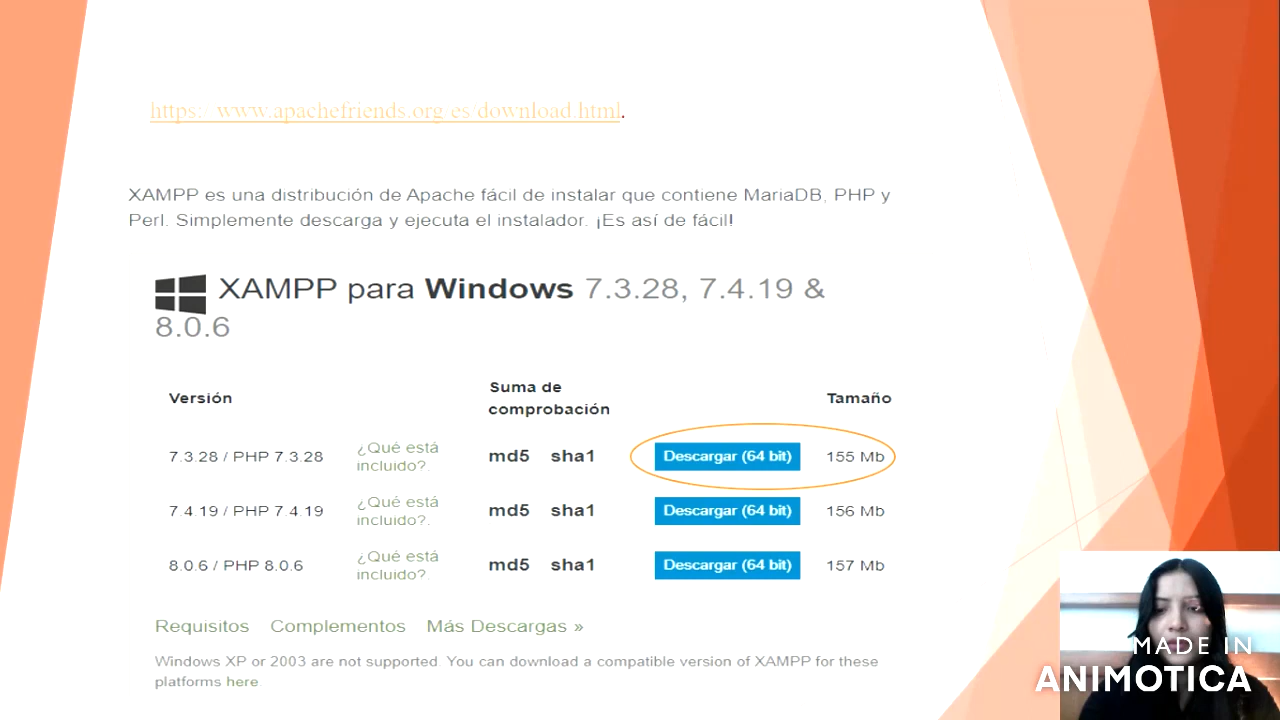 https://www.apachefriends.org/es/download.html.
XAMPP es una distribución de Apache fácil de instalar que contiene MariaDB, PHP y
Perl. Simplemente descarga y ejecuta el instalador. ¡Es así de fácil!
XAMPP para Windows 7.3.28, 7.4.19 &
8.0.6
Versión Suma de comprobación Tamaño
7.3.28 / PHP 7.3.28 ¿Qué está incluido?. md5 sha1 Descargar (64 bit) 155 Mb
7.4.19 / PHP 7.4.19 ¿Qué está incluido?. md5 sha1 Descargar (64 bit) 156 Mb
8.0.6 / PHP 8.0.6 ¿Qué está incluido?. md5 sha1 Descargar (64 bit) 157 Mb
Requisitos Complementos Más Descargas »
Windows XP or 2003 are not supported. You can download a compatible version of XAMPP for these
platforms here.
MADE IN
ANIMOTICA